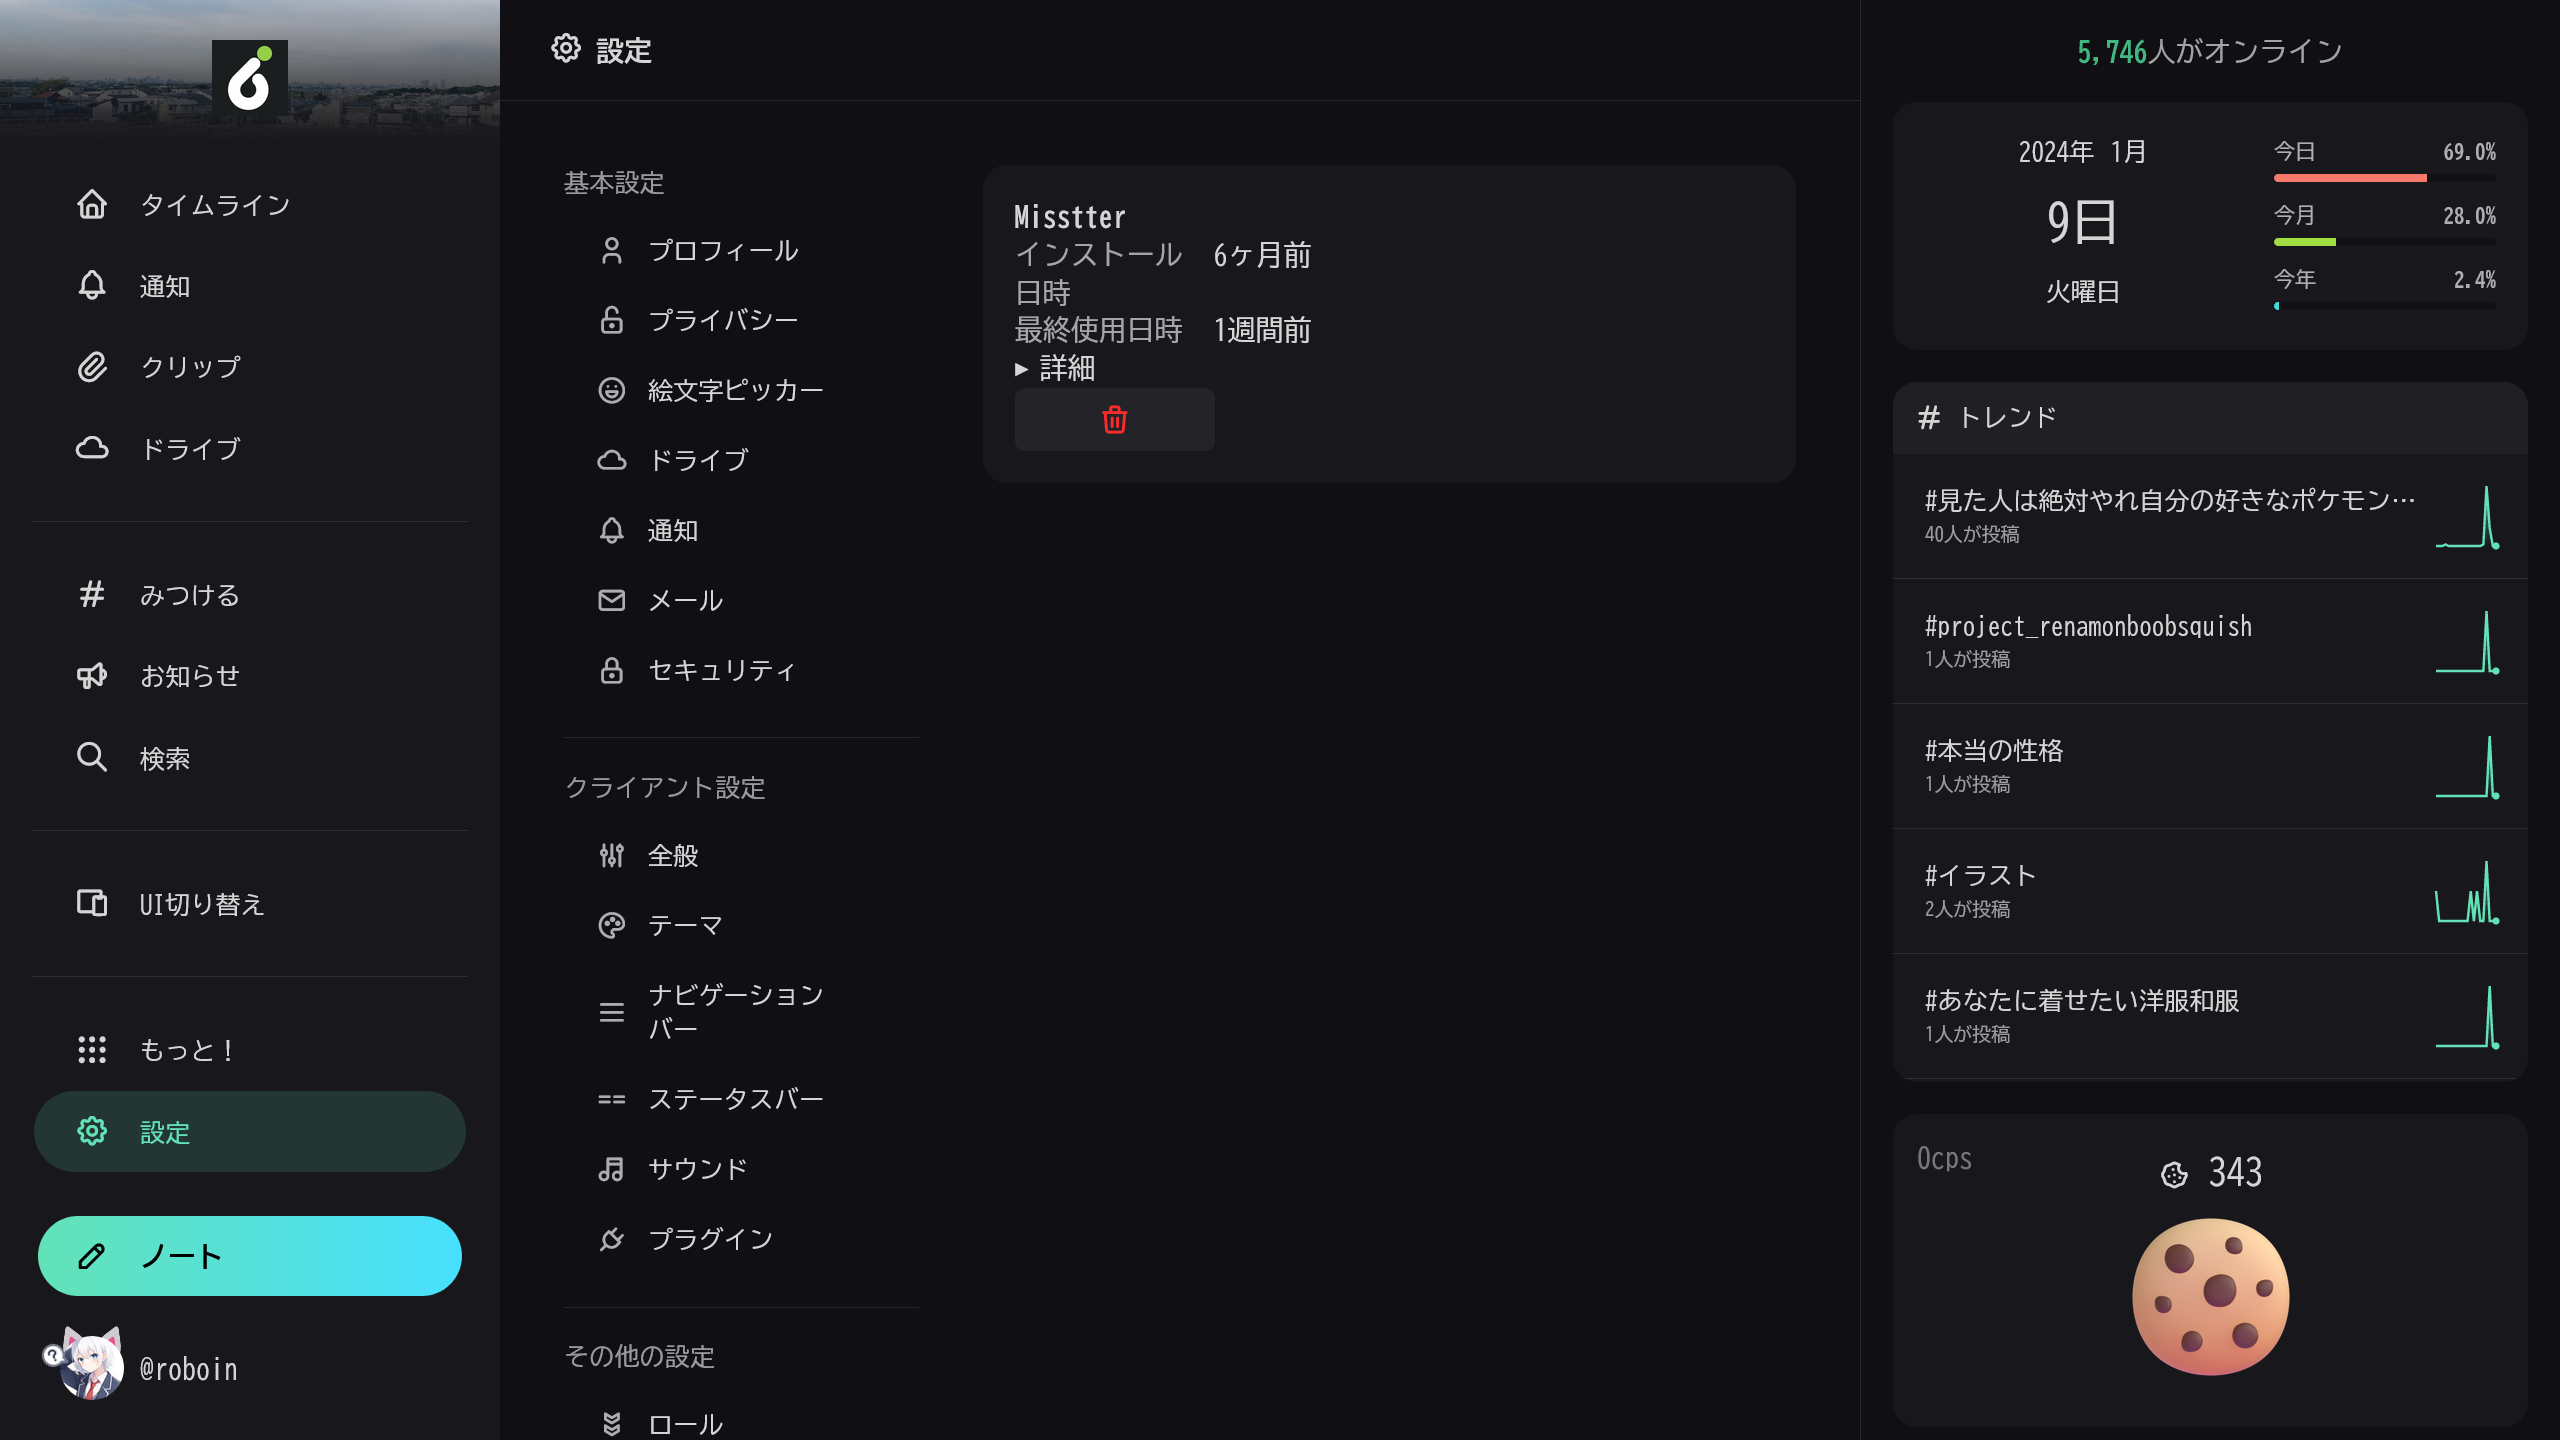 タイムライン
通知
クリップ
ドライブ
みつける
お知らせ
検索
UI切り替え
もっと！
設定
ノート
@roboin
設定
基本設定
プロフィール
プライバシー
絵文字ピッカー
ドライブ
通知
メール
セキュリティ
クライアント設定
全般
テーマ
ナビゲーション
バー
ステータスバー
サウンド
プラグイン
その他の設定
ロール
Misstter
インストール 6ヶ月前
日時
最終使用日時 1週間前
▸ 詳細
5,746人がオンライン
2024年 1月
9日
火曜日
今日 69.0%
今月 28.0%
今年 2.4%
# トレンド
#見た人は絶対やれ自分の好きなポケモン…
40人が投稿
#project_renamonboobsquish
1人が投稿
#本当の性格
1人が投稿
#イラスト
2人が投稿
#あなたに着せたい洋服和服
1人が投稿
0cps
343